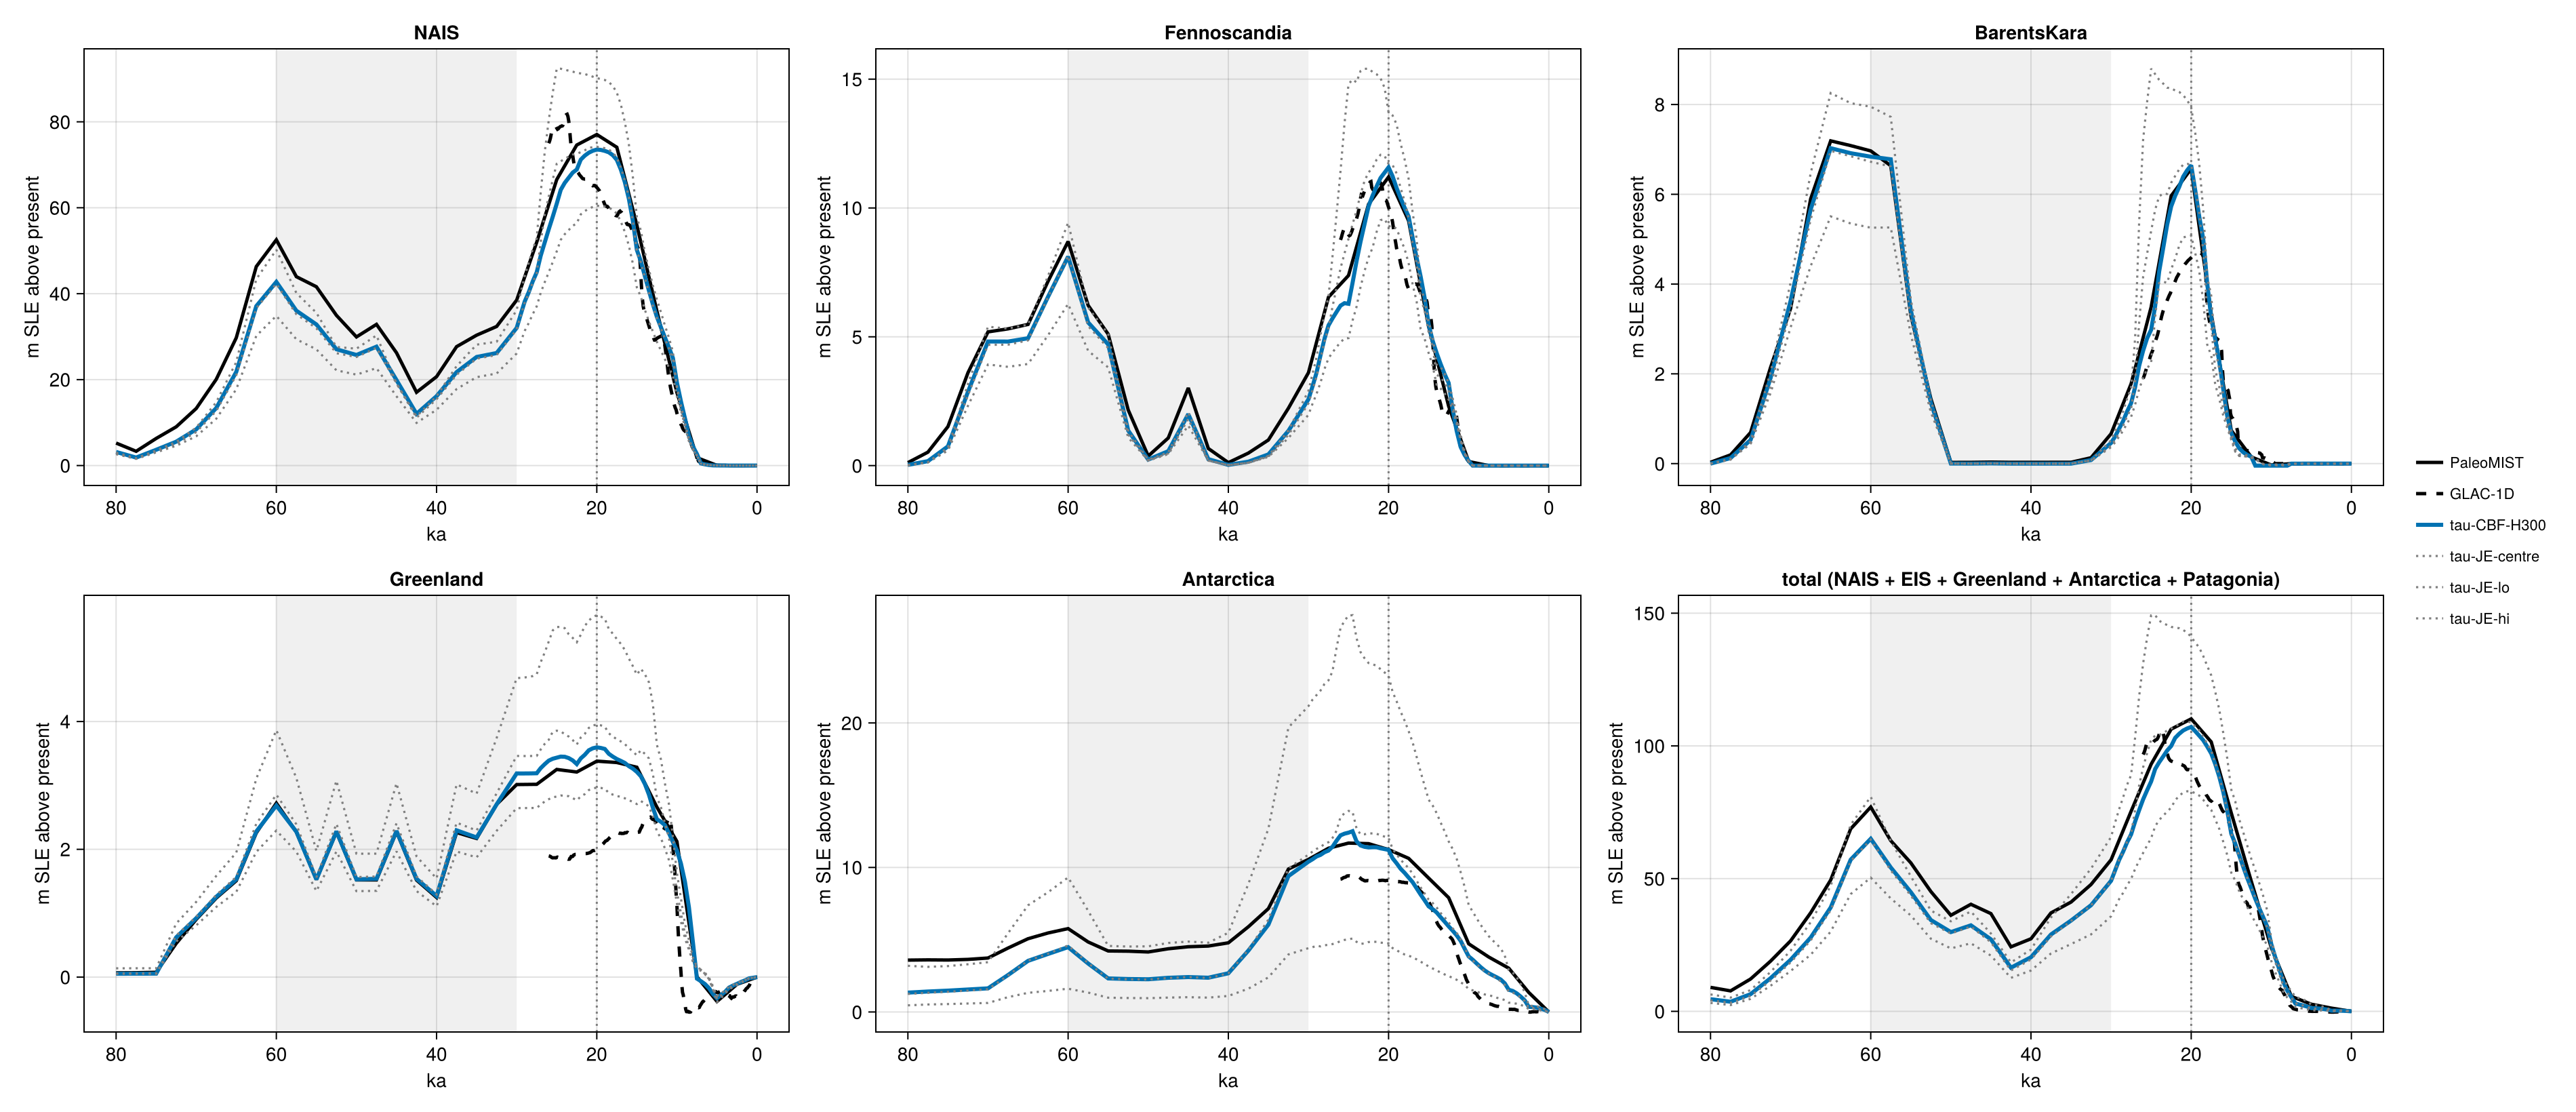 NAIS
m SLE above present
80
60
40
20
0
80 60 40 20 0
ka
Fennoscandia
m SLE above present
15
10
5
0
80 60 40 20 0
ka
BarentsKara
m SLE above present
8
6
4
2
0
80 60 40 20 0
ka
Greenland
m SLE above present
4
2
0
80 60 40 20 0
ka
Antarctica
m SLE above present
20
10
0
80 60 40 20 0
ka
total (NAIS + EIS + Greenland + Antarctica + Patagonia)
m SLE above present
150
100
50
0
80 60 40 20 0
ka
PaleoMIST
GLAC-1D
tau-CBF-H300
tau-JE-centre
tau-JE-lo
tau-JE-hi